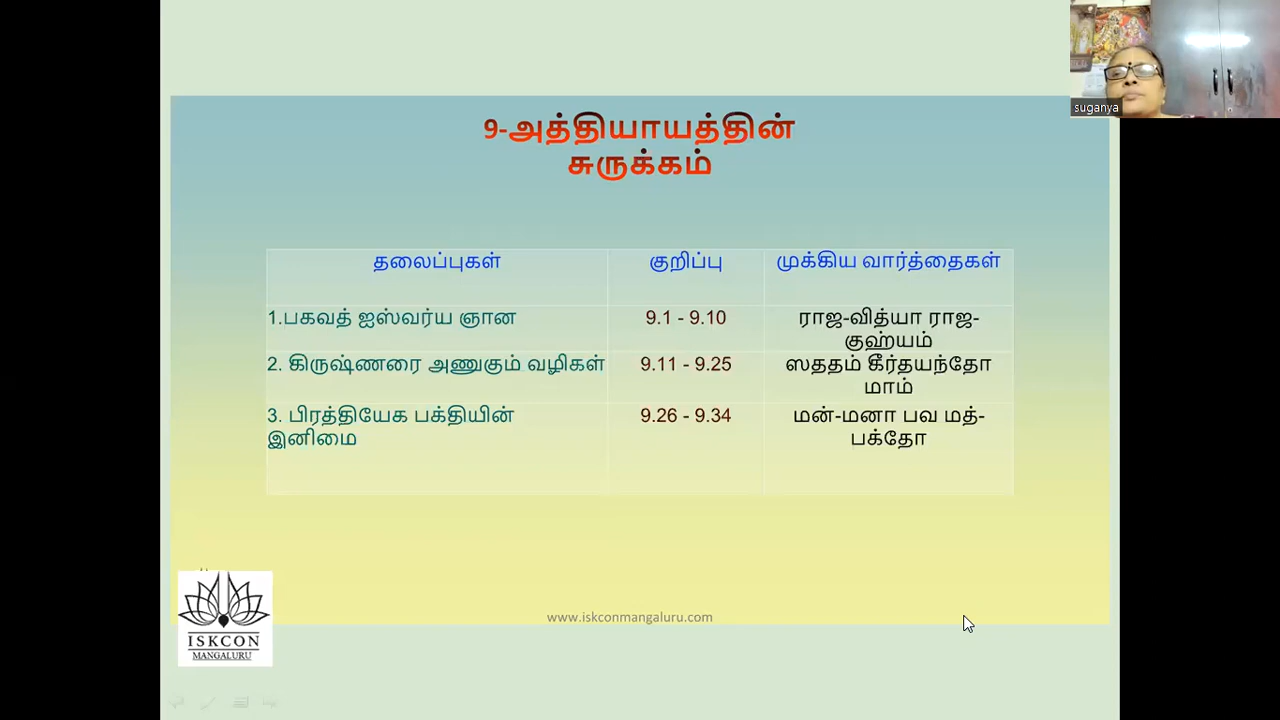 suganya
9-அத்தியாயத்தின்
சுருக்கம்
தலைப்புகள்
குறிப்பு
முக்கிய வார்த்தைகள்
1.பகவத் ஐஸ்வர்ய ஞான
9.1 - 9.10
ராஜ-வித்யா ராஜ-
குஹ்யம்
2. கிருஷ்ணரை அணுகும் வழிகள்
9.11 - 9.25
ஸததம் கீர்தயந்தோ
மாம்
3. பிரத்தியேக பக்தியின்
இனிமை
9.26 - 9.34
மன்-மனா பவ மத்-
பக்தோ
www.iskconmangaluru.com
ISKCON
MANGALURU